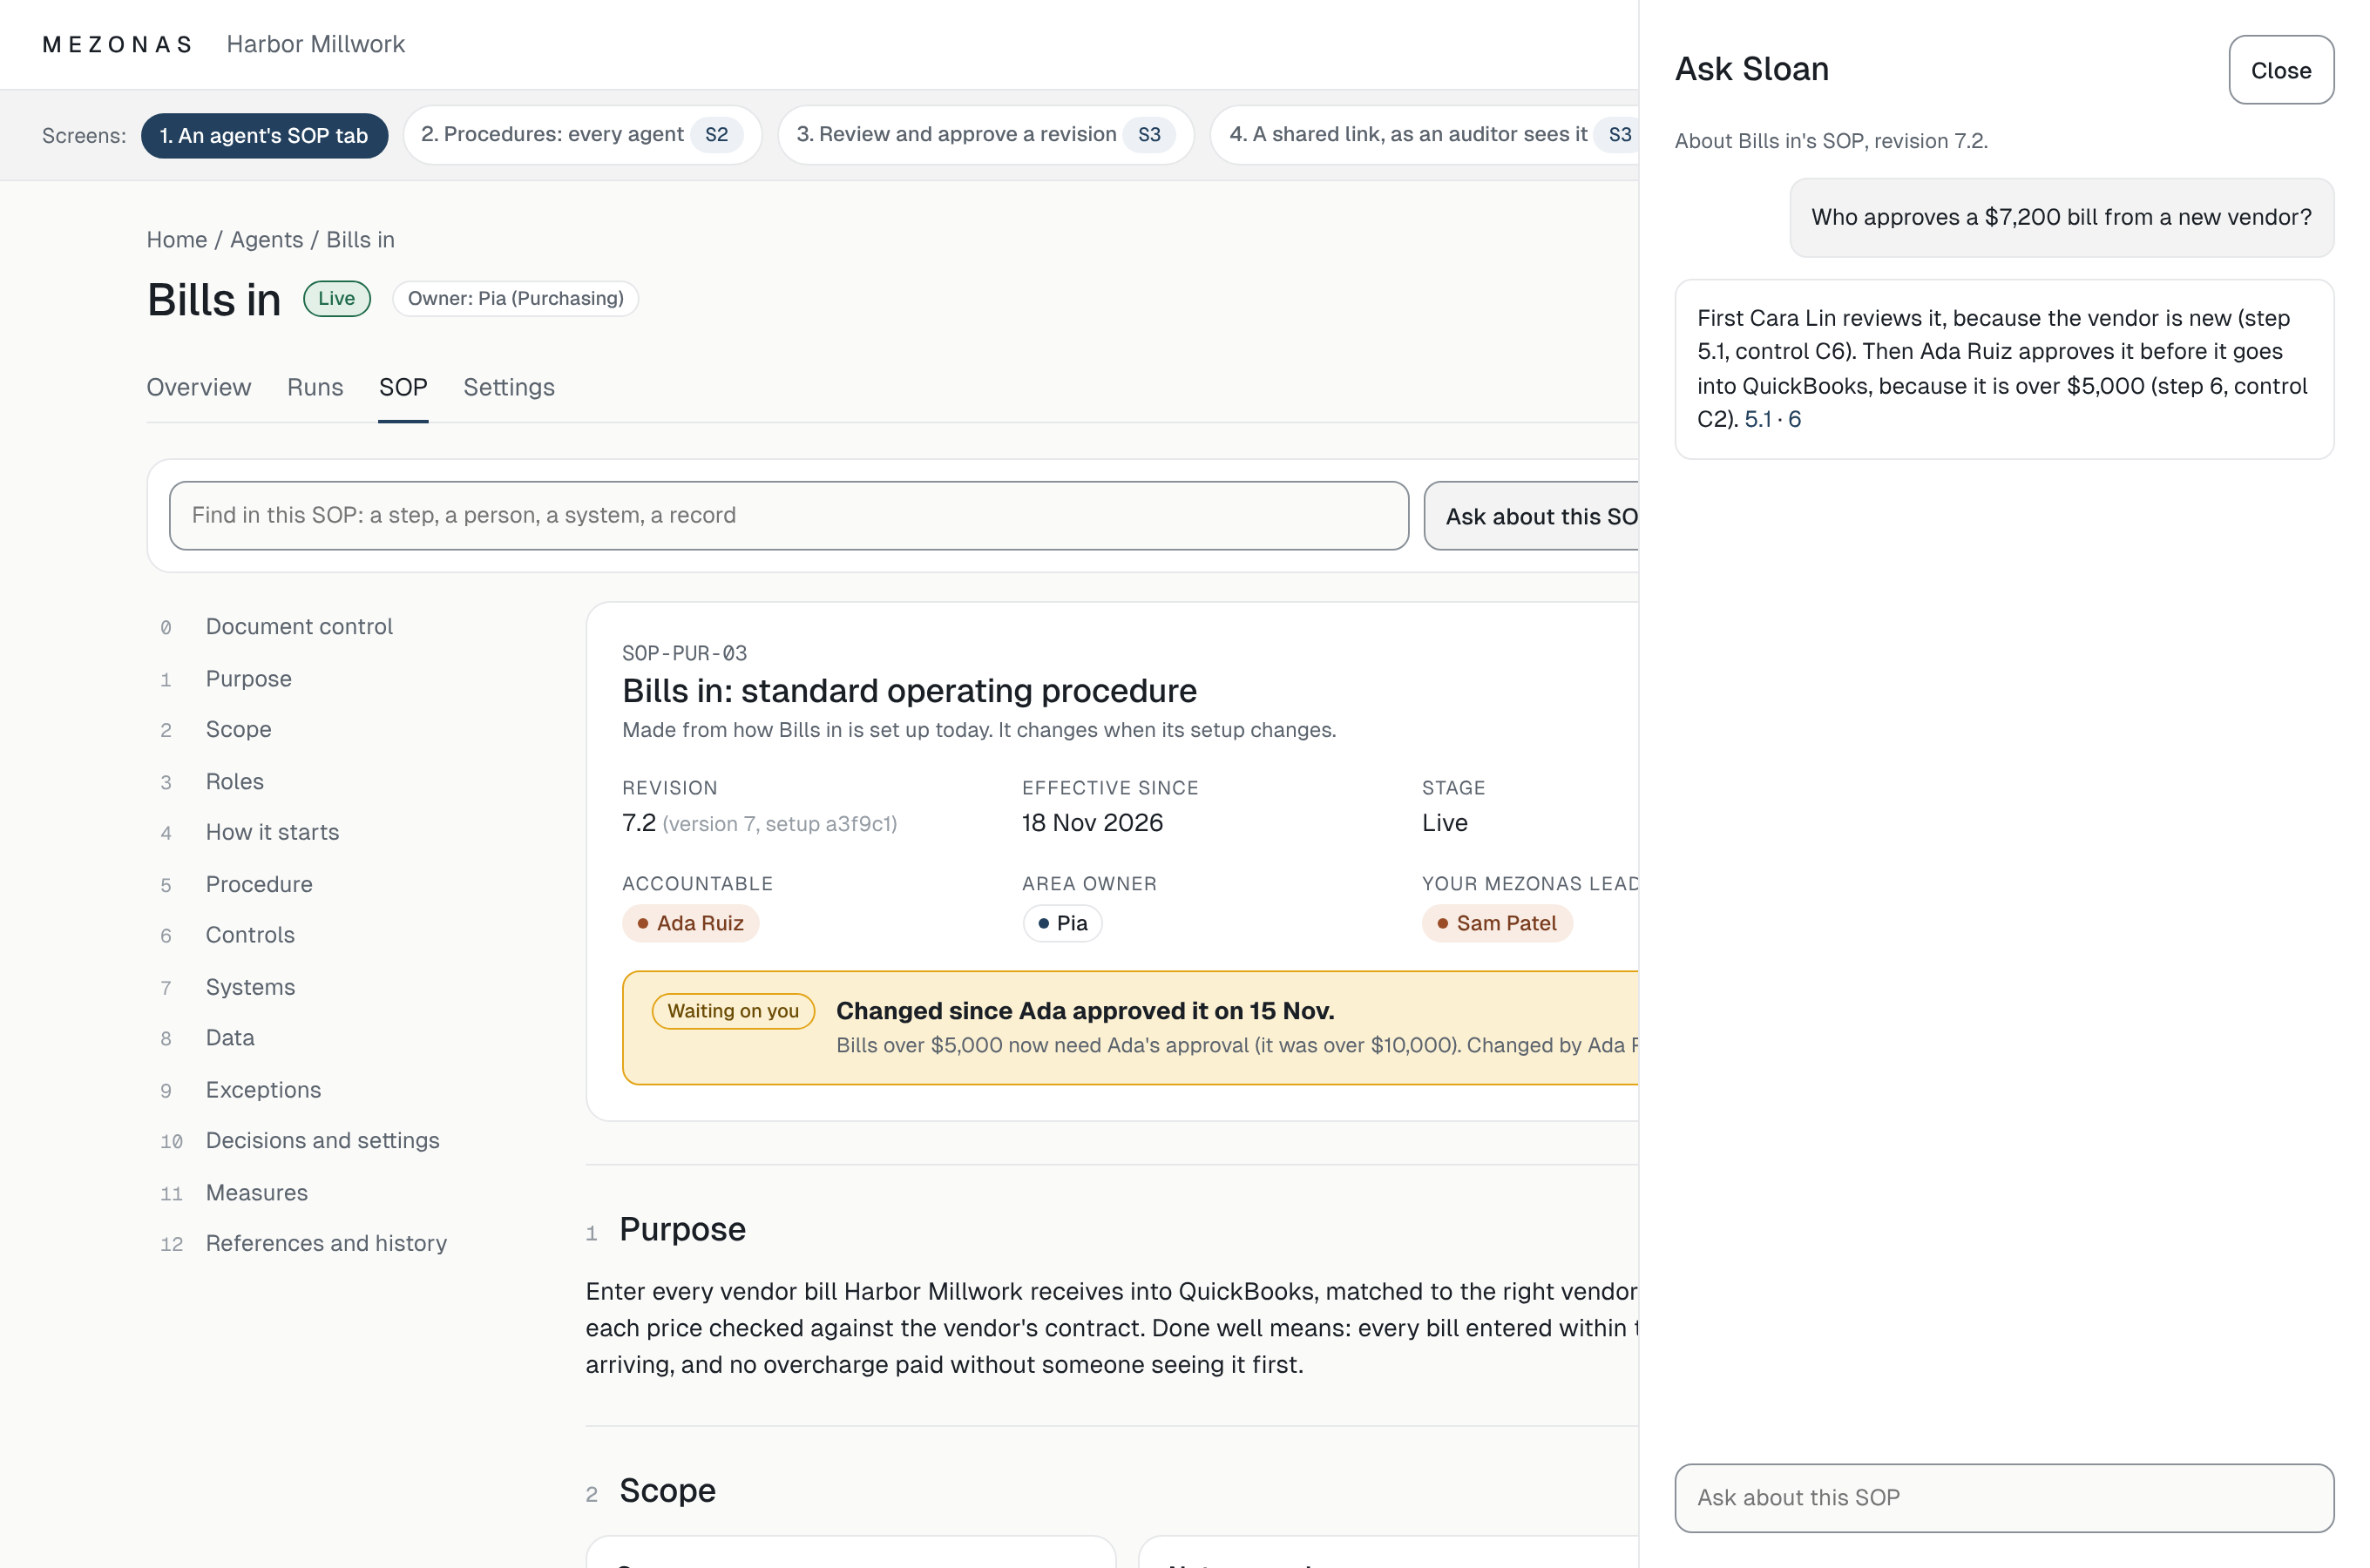 MEZONAS Harbor Millwork
Screens: 1. An agent's SOP tab 2. Procedures: every agent S2 3. Review and approve a revision S3 4. A shared link, as an auditor sees it S3
Home / Agents / Bills in
Bills in Live Owner: Pia (Purchasing)
Overview Runs SOP Settings
Find in this SOP: a step, a person, a system, a record
Ask about this SO
0 Document control
1 Purpose
2 Scope
3 Roles
4 How it starts
5 Procedure
6 Controls
7 Systems
8 Data
9 Exceptions
10 Decisions and settings
11 Measures
12 References and history
SOP-PUR-03
Bills in: standard operating procedure
Made from how Bills in is set up today. It changes when its setup changes.
REVISION EFFECTIVE SINCE STAGE
7.2 (version 7, setup a3f9c1) 18 Nov 2026 Live
ACCOUNTABLE AREA OWNER YOUR MEZONAS LEAD
Ada Ruiz Pia Sam Patel
Waiting on you Changed since Ada approved it on 15 Nov.
Bills over $5,000 now need Ada's approval (it was over $10,000). Changed by Ada
1 Purpose
Enter every vendor bill Harbor Millwork receives into QuickBooks, matched to the right vendor
each price checked against the vendor's contract. Done well means: every bill entered within
arriving, and no overcharge paid without someone seeing it first.
2 Scope
Ask Sloan Close
About Bills in's SOP, revision 7.2.
Who approves a $7,200 bill from a new vendor?
First Cara Lin reviews it, because the vendor is new (step
5.1, control C6). Then Ada Ruiz approves it before it goes
into QuickBooks, because it is over $5,000 (step 6, control
C2). 5.1 · 6
Ask about this SOP